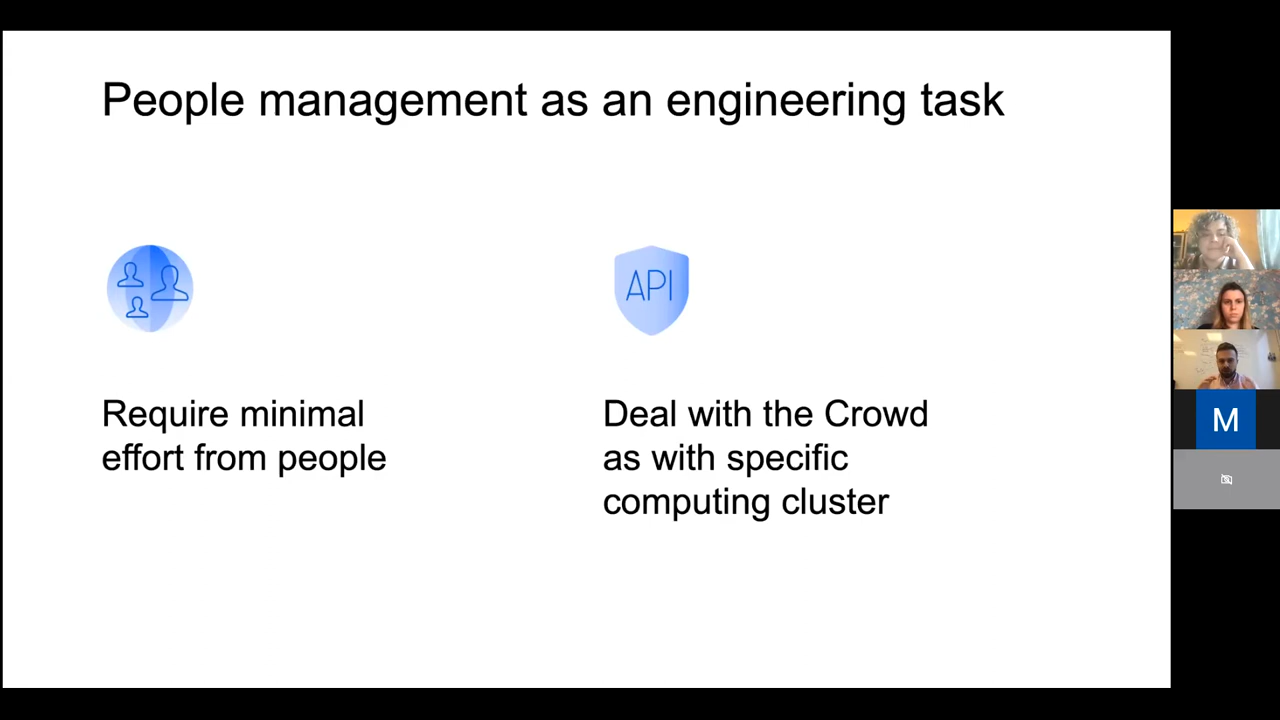 People management as an engineering task
API
Require minimal
effort from people
Deal with the Crowd
as with specific
computing cluster
M